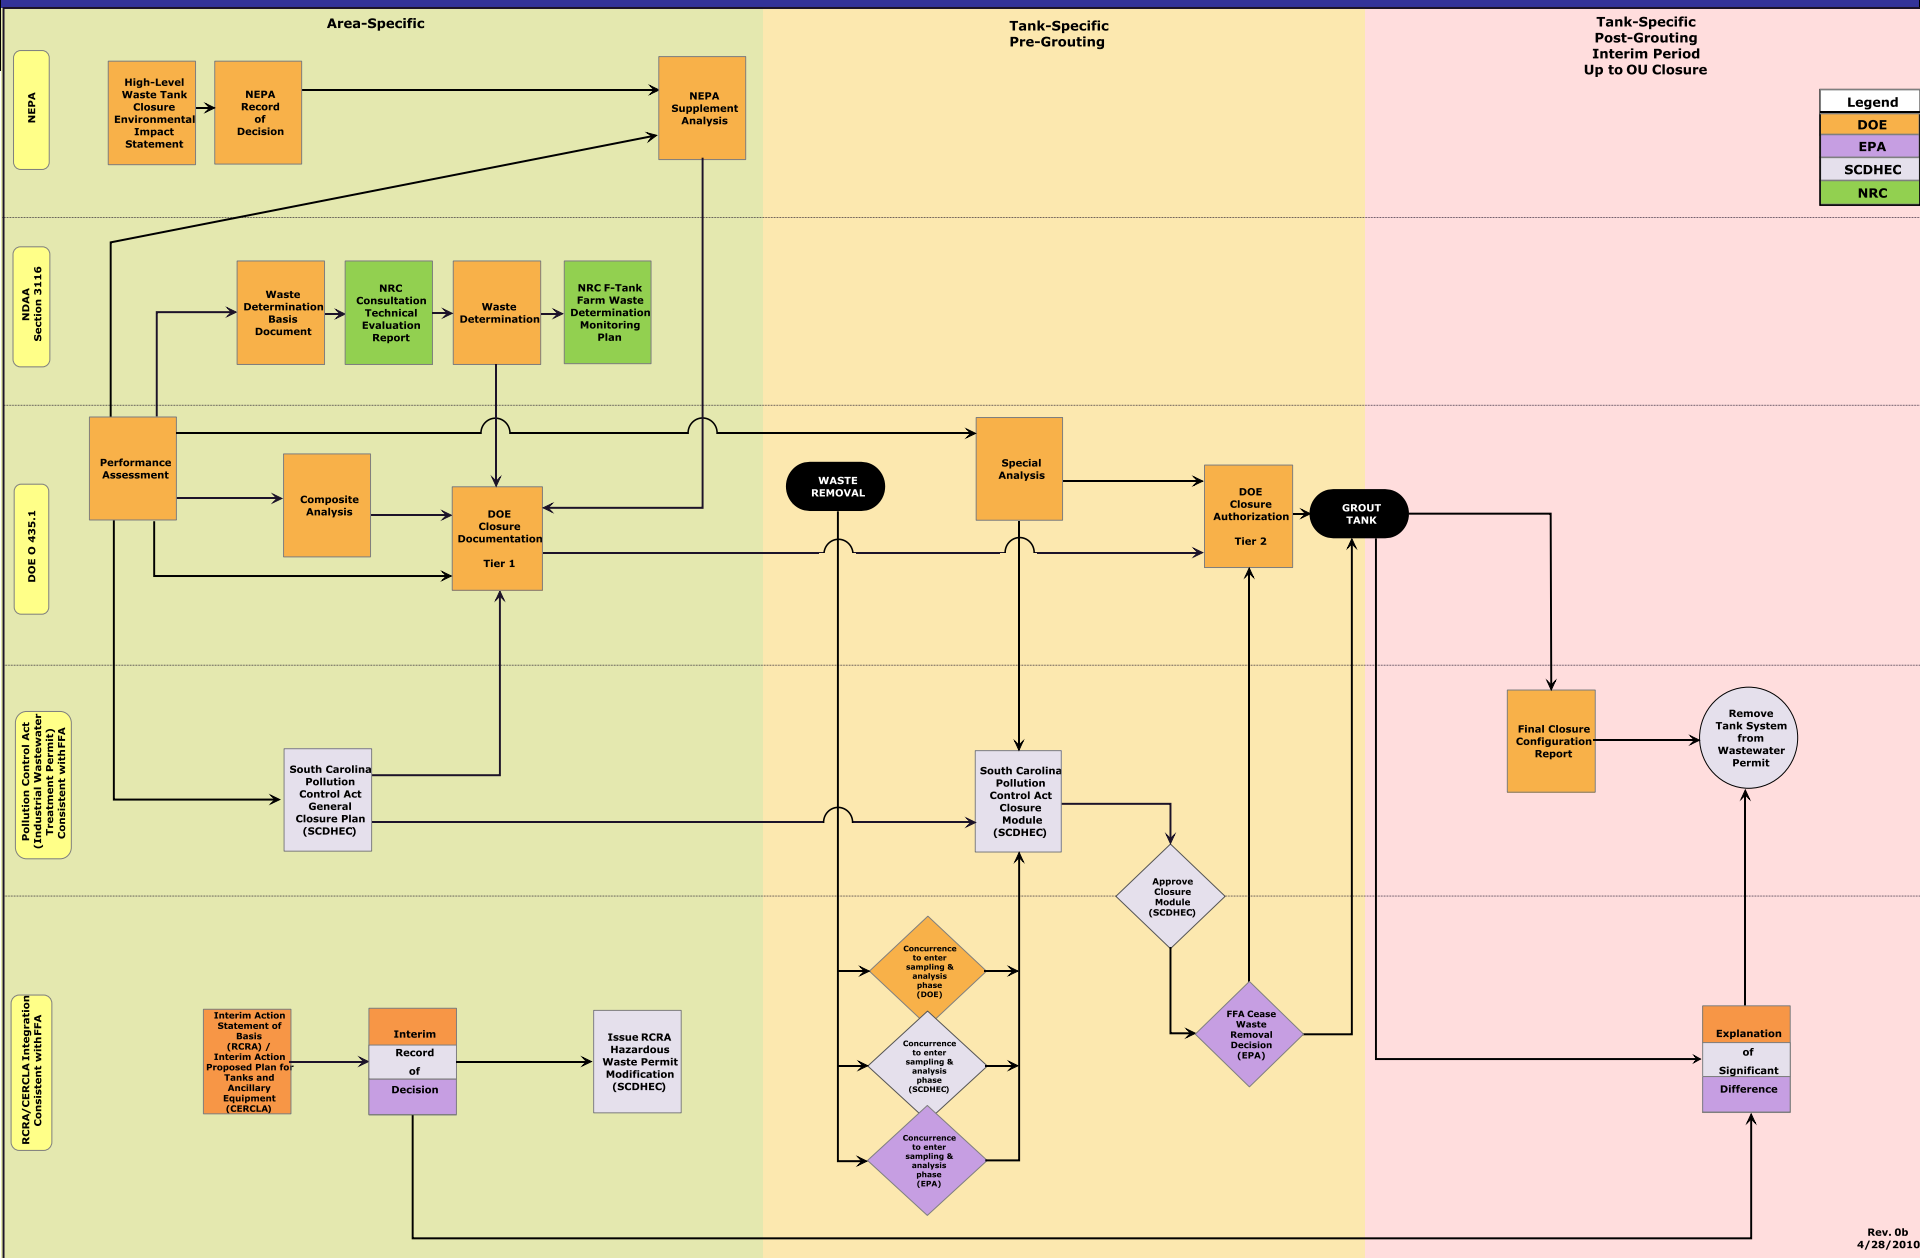 Area-Specific
Tank-Specific
Pre-Grouting
Tank-Specific
Post-Grouting
Interim Period
Up to OU Closure
Legend
DOE
EPA
SCDHEC
NRC
NEPA
High-Level
Waste Tank
Closure
Environmental
Impact
Statement
NEPA
Record
of
Decision
NEPA
Supplement
Analysis
NDAA
Section 3116
Waste
Determination
Basis
Document
NRC
Consultation
Technical
Evaluation
Report
Waste
Determination
NRC F-Tank
Farm Waste
Determination
Monitoring
Plan
DOE O 435.1
Performance
Assessment
Composite
Analysis
DOE
Closure
Documentation
Tier 1
WASTE
REMOVAL
Special
Analysis
DOE
Closure
Authorization
Tier 2
GROUT
TANK
Pollution Control Act
(Industrial Wastewater
Treatment Permit)
Consistent withFFA
South Carolina
Pollution
Control Act
General
Closure Plan
(SCDHEC)
South Carolina
Pollution
Control Act
Closure
Module
(SCDHEC)
Approve
Closure
Module
(SCDHEC)
Final Closure
Configuration
Report
Remove
Tank System
from
Wastewater
Permit
RCRA/CERCLA Integration
Consistent withFFA
Interim Action
Statement of
Basis
(RCRA) /
Interim Action
Proposed Plan for
Tanks and
Ancillary
Equipment
(CERCLA)
Interim
Record
of
Decision
Issue RCRA
Hazardous
Waste Permit
Modification
(SCDHEC)
Concurrence
to enter
sampling &
analysis
phase
(DOE)
Concurrence
to enter
sampling &
analysis
phase
(SCDHEC)
Concurrence
to enter
sampling &
analysis
phase
(EPA)
FFA Cease
Waste
Removal
Decision
(EPA)
Explanation
of
Significant
Difference
Rev. 0b
4/28/2010